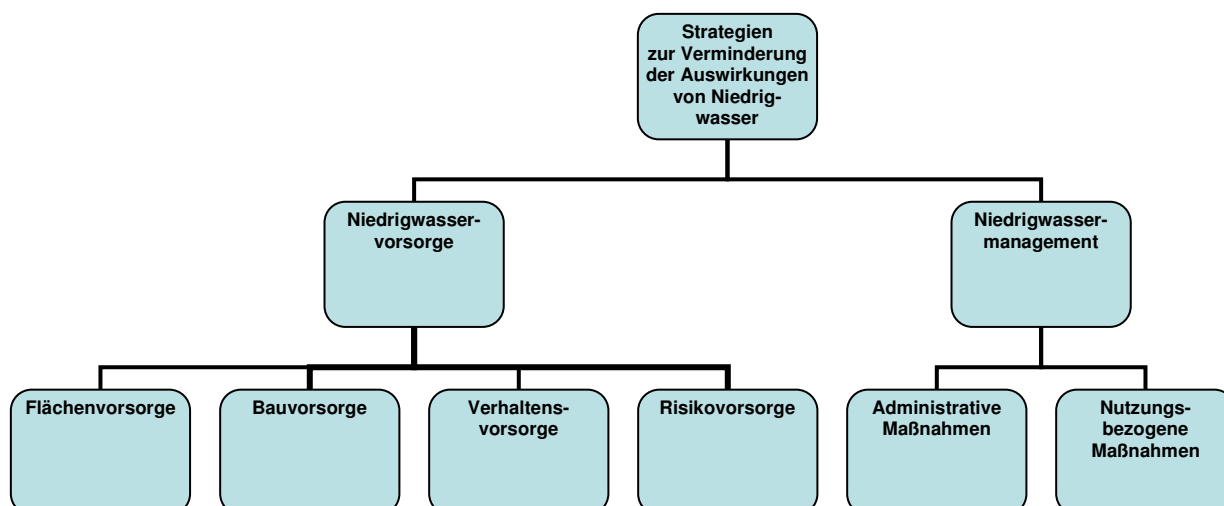 Strategien
zur Verminderung
der Auswirkungen
von Niedrig-
wasser
Niedrigwasser-
vorsorge
Niedrigwasser-
management
Flächenvorsorge
Bauvorsorge
Verhaltens-
vorsorge
Risikovorsorge
Administrative
Maßnahmen
Nutzungs-
bezogene
Maßnahmen